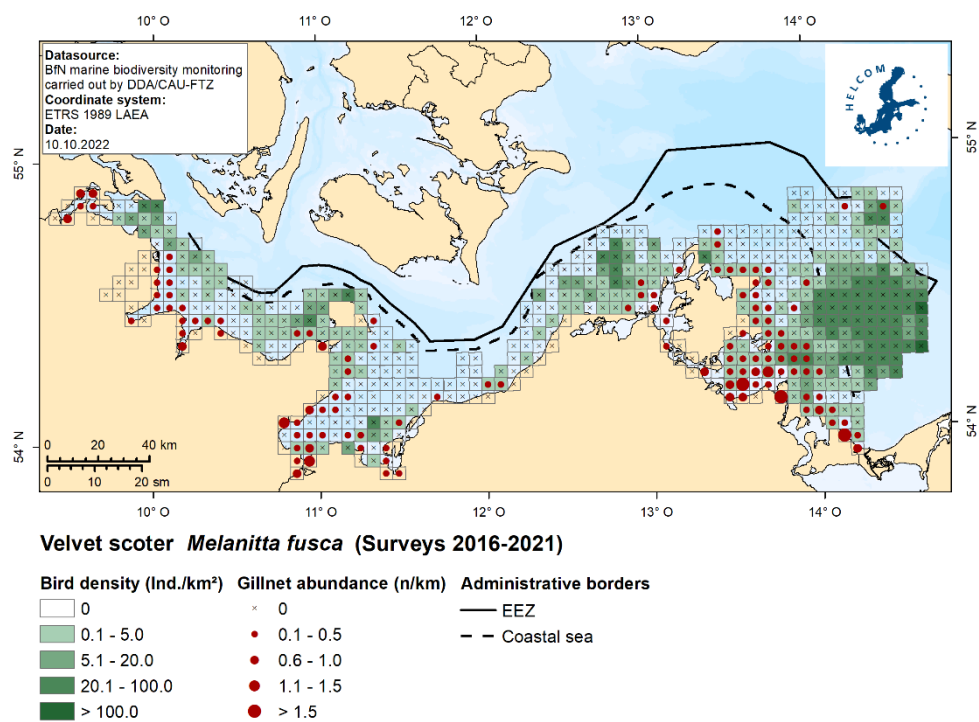 10° O 11° O 12° O 13° O 14° O
Datasource:
BfN marine biodiversity monitoring
carried out by DDA/CAU-FTZ
Coordinate system:
ETRS 1989 LAEA
Date:
10.10.2022
HELCOM
55° N
55° N
54° N
54° N
0 20 40 km
0 10 20 sm
10° O 11° O 12° O 13° O 14° O
Velvet scoter Melanitta fusca (Surveys 2016-2021)
Bird density (Ind./km²) Gillnet abundance (n/km) Administrative borders
0 0 EEZ
0.1 - 5.0 0.1 - 0.5 Coastal sea
5.1 - 20.0 0.6 - 1.0
20.1 - 100.0 1.1 - 1.5
> 100.0 > 1.5